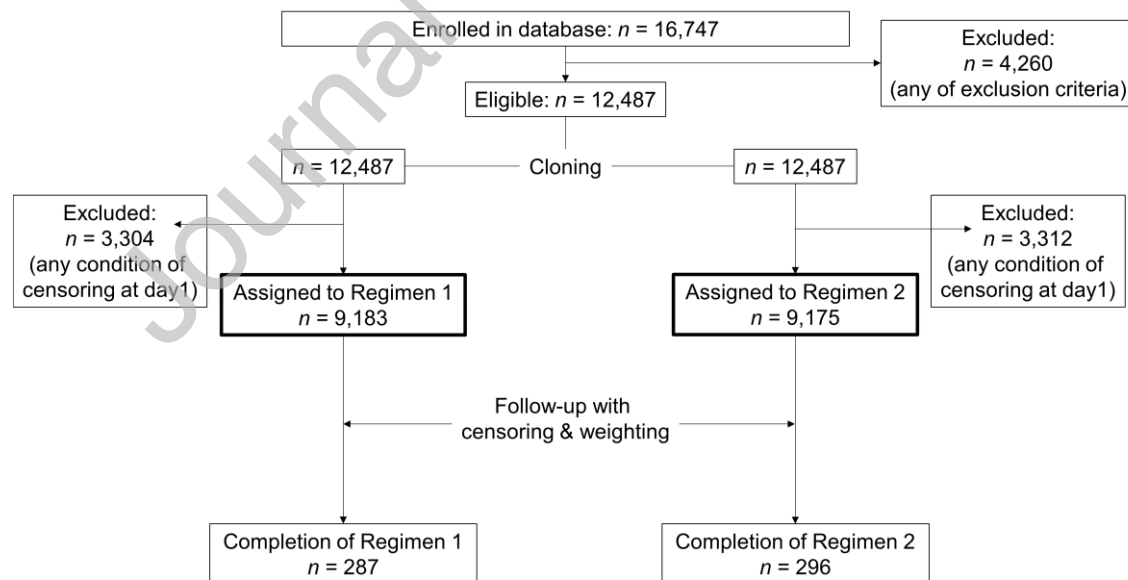 Enrolled in database: n = 16,747
Excluded:
n = 4,260
(any of exclusion criteria)
Eligible: n = 12,487
n = 12,487
Cloning
n = 12,487
Excluded:
n = 3,304
(any condition of
censoring at day1)
Excluded:
n = 3,312
(any condition of
censoring at day1)
Assigned to Regimen 1
n = 9,183
Assigned to Regimen 2
n = 9,175
Follow-up with
censoring & weighting
Completion of Regimen 1
n = 287
Completion of Regimen 2
n = 296
Journal